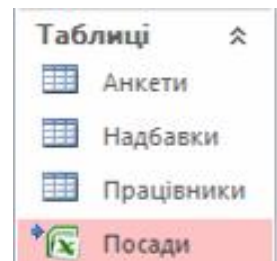 Таблиці
Анкети
Надбавки
Працівники
Посади